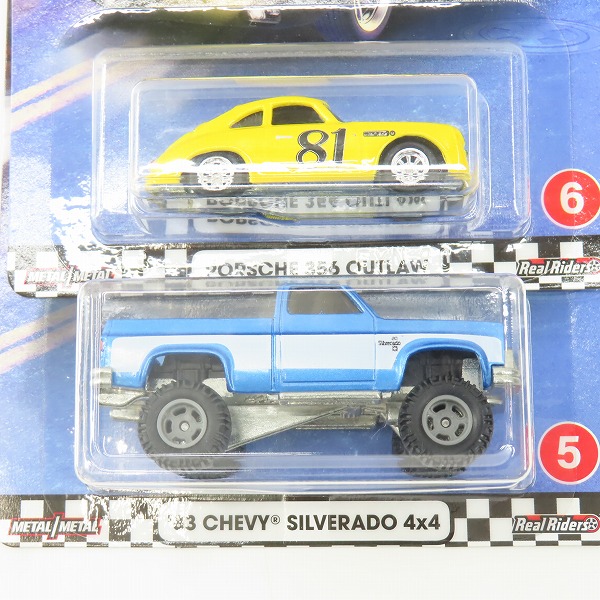 81
6
PORSCHE 356 OUTLAW
METAL/METAL
Real Riders
Silverado
5
METAL/METAL
'83 CHEVY® SILVERADO 4x4
Real Riders